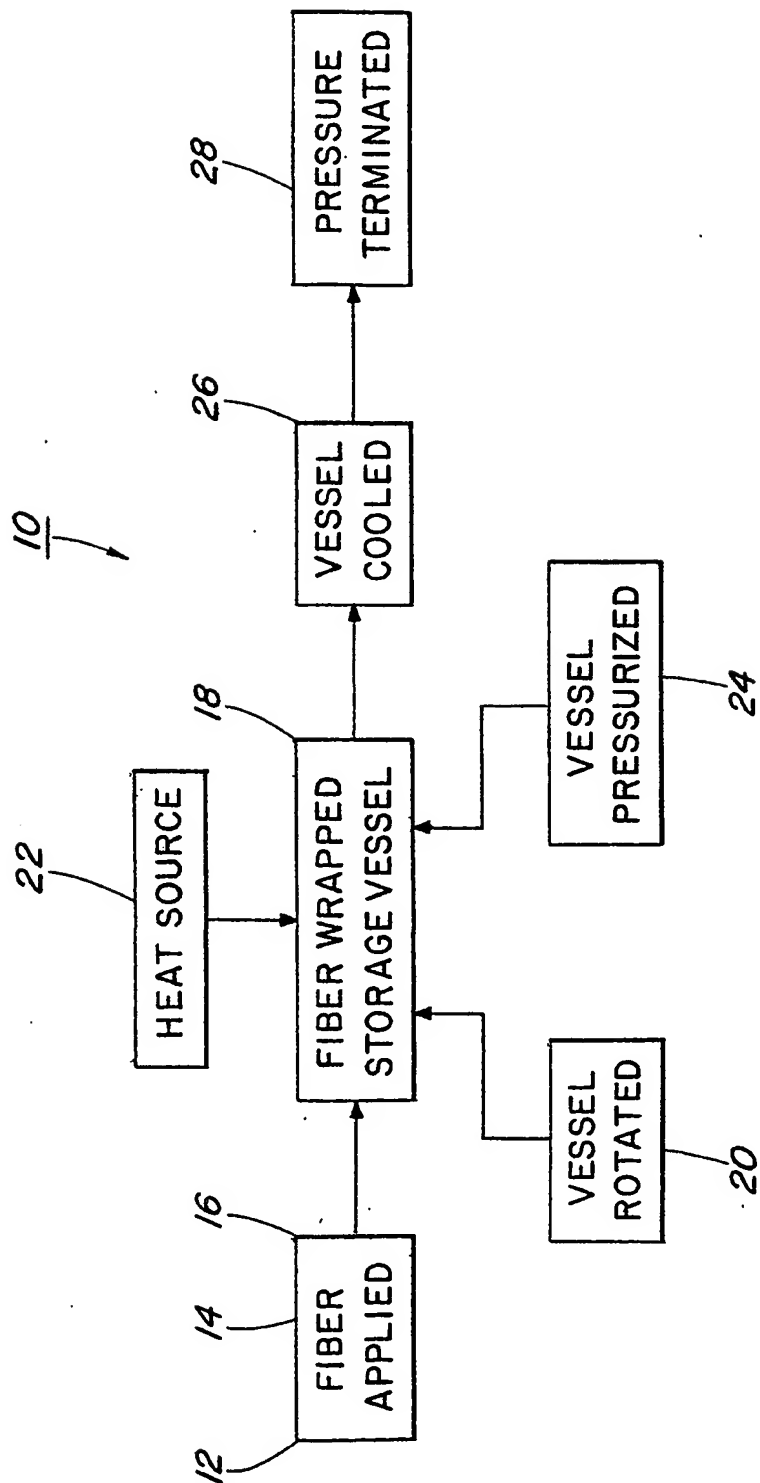 10
22
HEAT SOURCE
12
14
16
FIBER
APPLIED
18
FIBER WRAPPED
STORAGE VESSEL
26
VESSEL
COOLED
28
PRESSURE
TERMINATED
VESSEL
ROTATED
20
VESSEL
PRESSURIZED
24